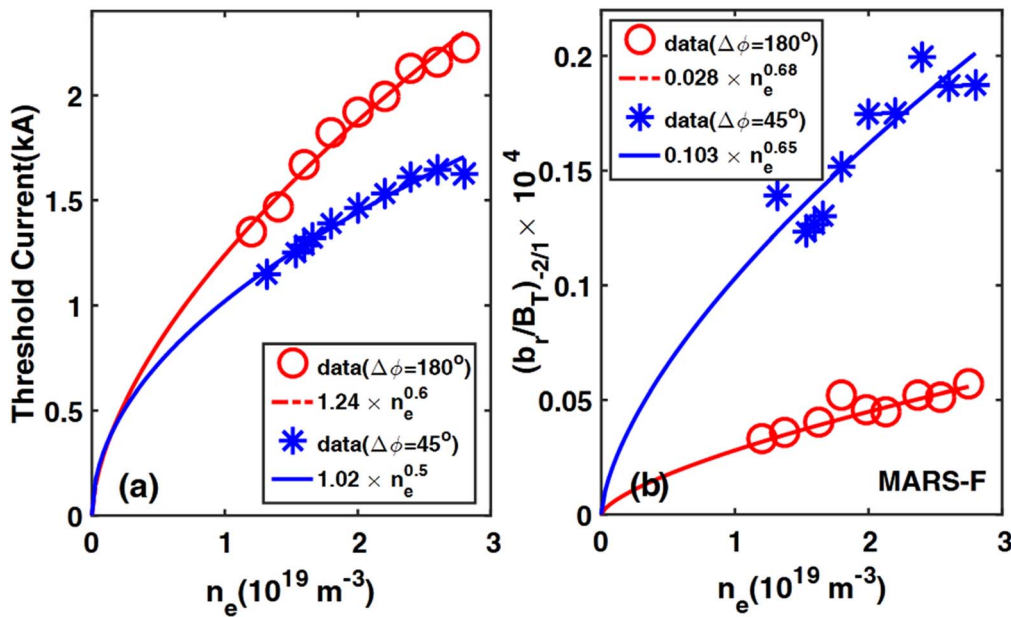 Threshold Current(kA)
2
1.5
1
0.5
0
data(Δϕ=180°)
1.24 × n_e^0.6
data(Δϕ=45°)
1.02 × n_e^0.5
(a)
0 1 2 3
n_e(10^19 m^-3)
(b_r/B_T)_-2/1 × 10^4
0.2
0.15
0.1
0.05
0
data(Δϕ=180°)
0.028 × n_e^0.68
data(Δϕ=45°)
0.103 × n_e^0.65
(b)
MARS-F
0 1 2 3
n_e(10^19 m^-3)